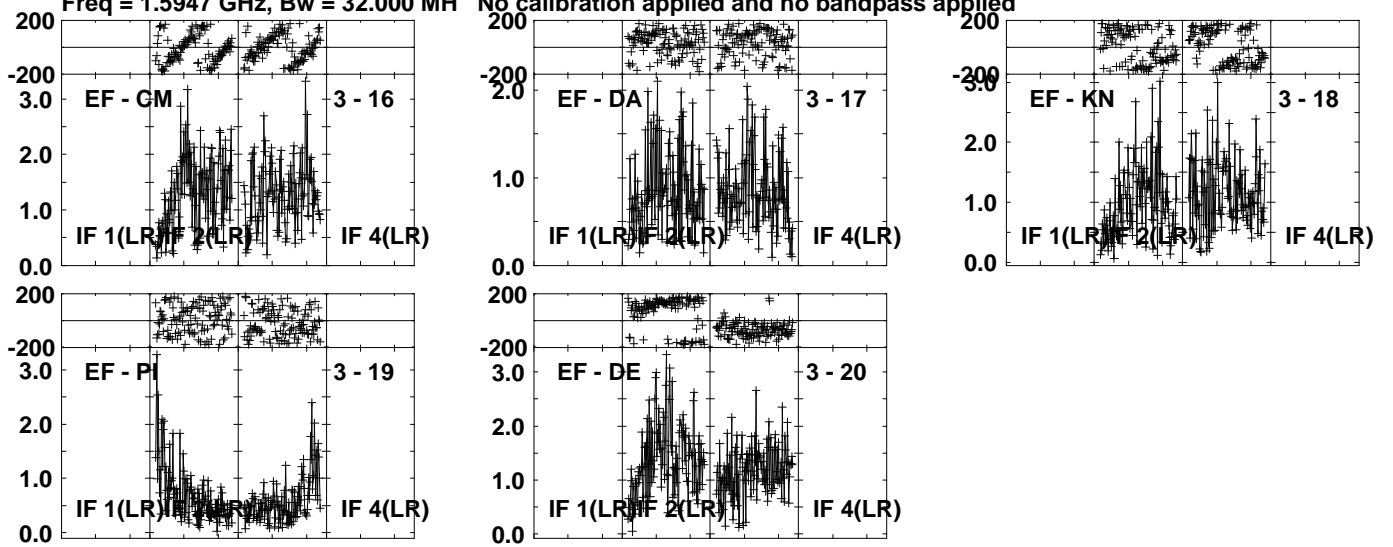 Freq = 1.5947 GHz, Bw = 32.000 MH No calibration applied and no bandpass applied
200
-200
3.0
2.0
1.0
0.0
EF - CM
3 - 16
IF 1(LR)
IF 2(LR)
IF 4(LR)
200
-200
2.0
1.0
0.0
EF - DA
3 - 17
IF 1(LR)
IF 2(LR)
IF 4(LR)
200
-200
3.0
2.0
1.0
0.0
EF - KN
3 - 18
IF 1(LR)
IF 2(LR)
IF 4(LR)
200
-200
3.0
2.0
1.0
0.0
EF - PI
3 - 19
IF 1(LR)
IF 2(LR)
IF 4(LR)
200
-200
3.0
2.0
1.0
0.0
EF - DE
3 - 20
IF 1(LR)
IF 2(LR)
IF 4(LR)